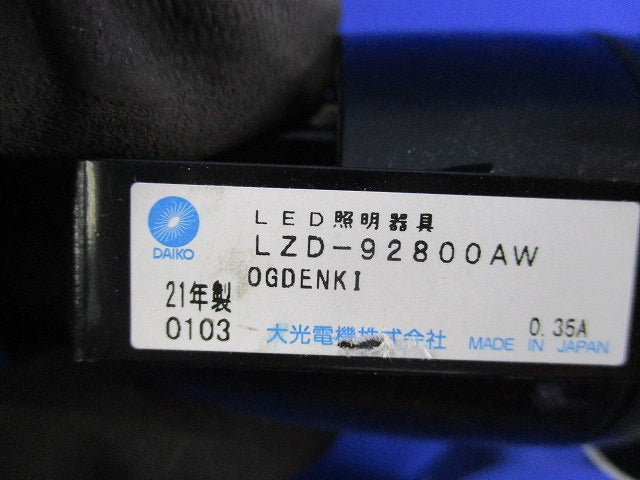 LED照明器具
LZD-92800AW
DAIKO
OGDENKI
21年製
0103
大光電機株式会社
0.35A
MADE IN JAPAN